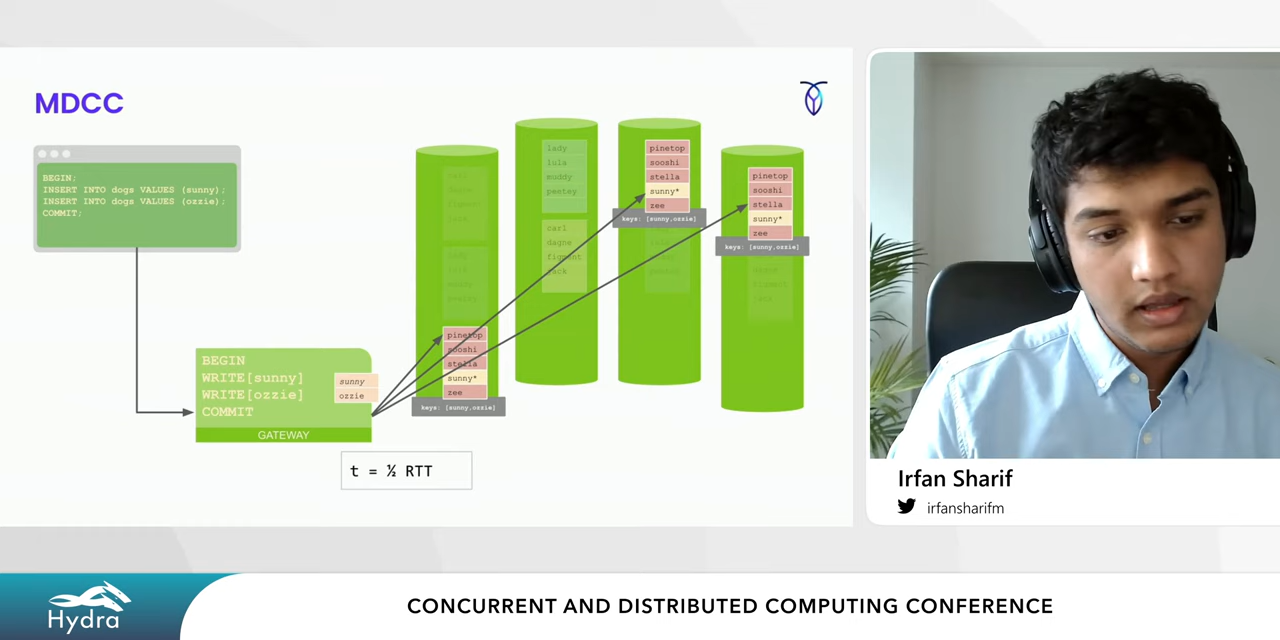 MDCC
BEGIN;
INSERT INTO dogs VALUES (sunny);
INSERT INTO dogs VALUES (ozzie);
COMMIT;
BEGIN
WRITE[sunny]
WRITE[ozzie]
COMMIT
GATEWAY
sunny
ozzie
t = ½ RTT
pinetop
sooshi
stella
sunny*
zee
keys: [sunny,ozzie]
lady
lula
muddy
peetey
carl
dagne
figment
jack
pinetop
sooshi
stella
sunny*
zee
keys: [sunny,ozzie]
pinetop
sooshi
stella
sunny*
zee
keys: [sunny,ozzie]
Irfan Sharif
irfansharifm
Hydra
CONCURRENT AND DISTRIBUTED COMPUTING CONFERENCE